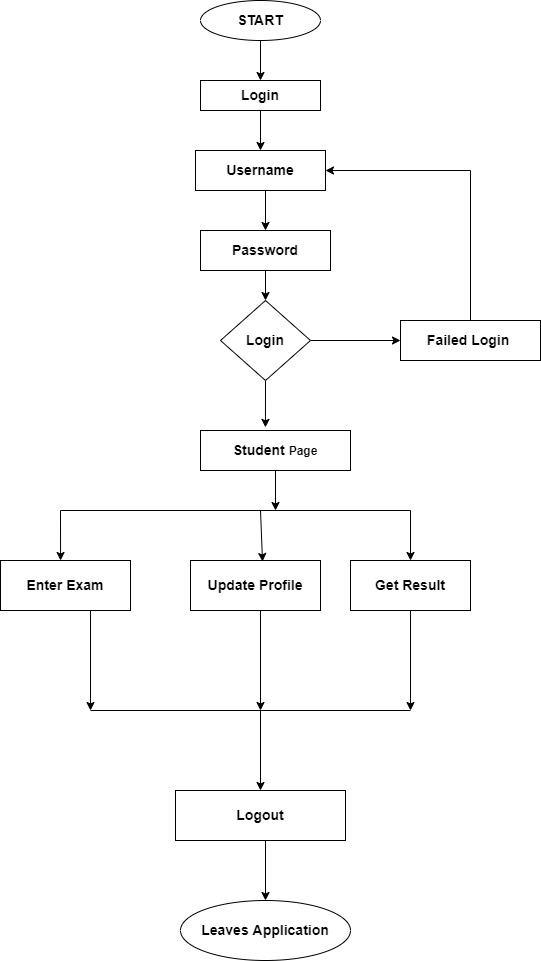 START
Login
Username
Password
Login
Failed Login
Student Page
Enter Exam
Update Profile
Get Result
Logout
Leaves Application